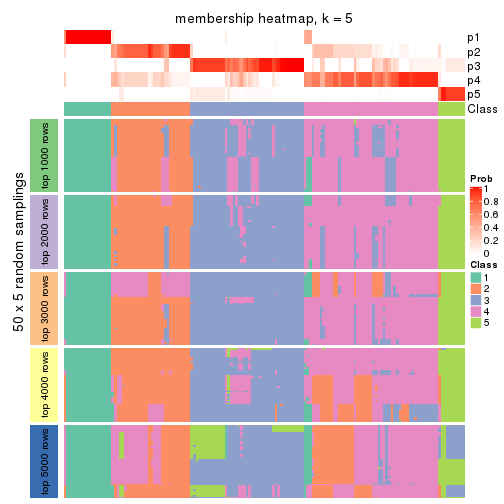 membership heatmap, k = 5
p1
p2
p3
p4
p5
Class
50 x 5 random samplings
top 1000 rows
top 2000 rows
top 3000 rows
top 4000 rows
top 5000 rows
Prob
1
0.8
0.6
0.4
0.2
0
Class
1
2
3
4
5